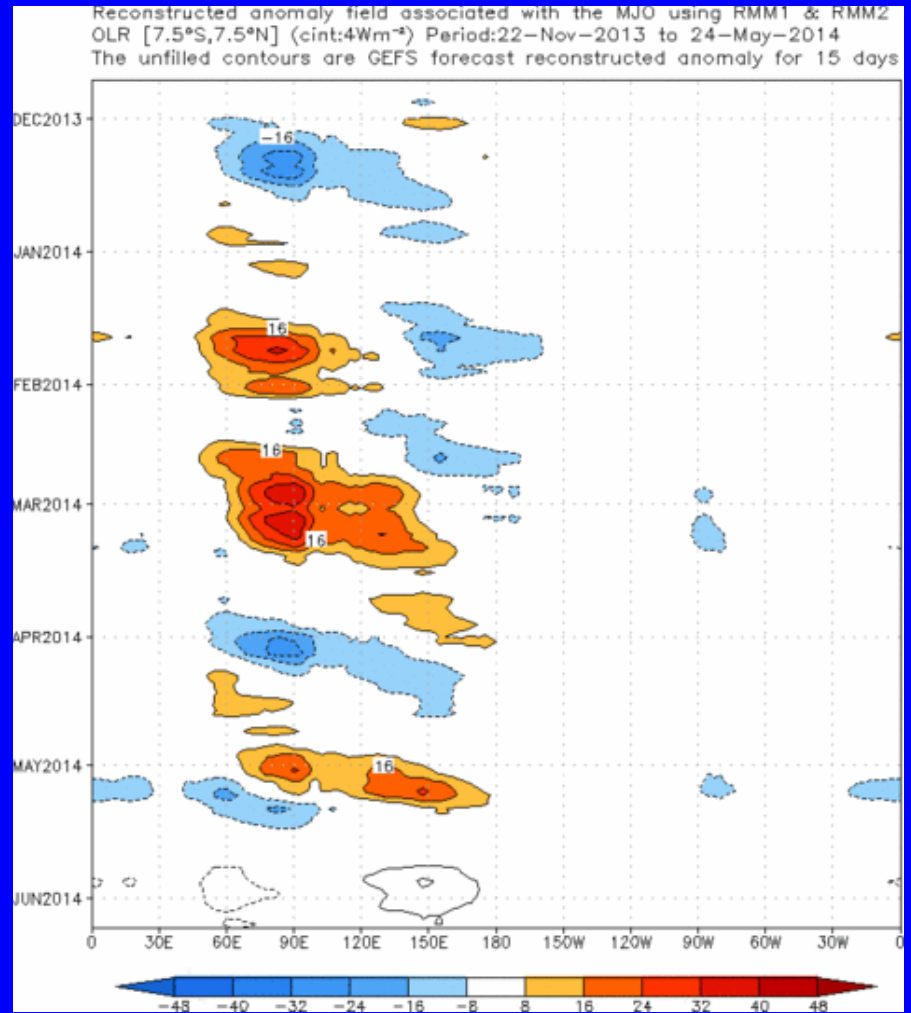 Reconstructed anomaly field associated with the MJO using RMM1 & RMM2
OLR [7.5°S,7.5°N] (cint:4Wm⁻²) Period:22-Nov-2013 to 24-May-2014
The unfilled contours are GEFS forecast reconstructed anomaly for 15 days
DEC2013
-16
JAN2014
16
FEB2014
16
MAR2014
16
APR2014
MAY2014
16
JUN2014
0 30E 60E 90E 120E 150E 180 150W 120W 90W 60W 30W 0
-48 -40 -32 -24 -16 -8 8 16 24 32 40 48